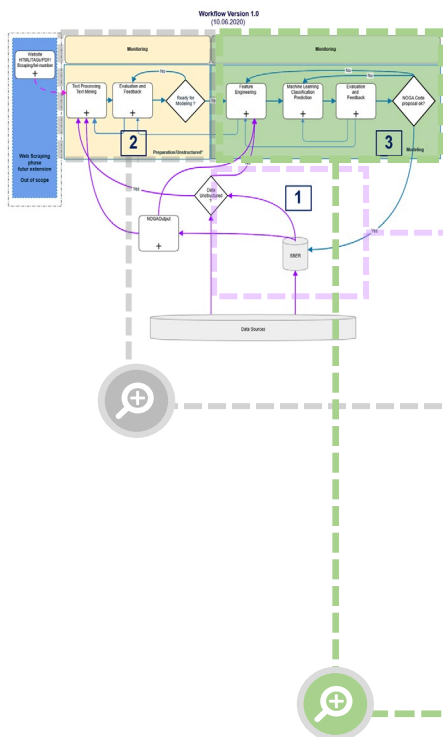 Workflow Version 1.0
(10.06.2020)
Website
HTML/TAGs/PDF/
Scraping/tel-number
Monitoring
Monitoring
Text Processing
Text Mining
Evaluation and
Feedback
No
Ready for
Modeling ?
Yes
Feature
Engineering
No
Machine Learning
Classification
Prediction
Evaluation
and
Feedback
No
NOGA Code
proposal ok?
2
3
Preparation/Unstructured*
Modeling
Web Scraping
phase
futur extension
Out of scope
Yes
Data
Unstructured
?
1
NOGAOutput
Yes
Data Sources